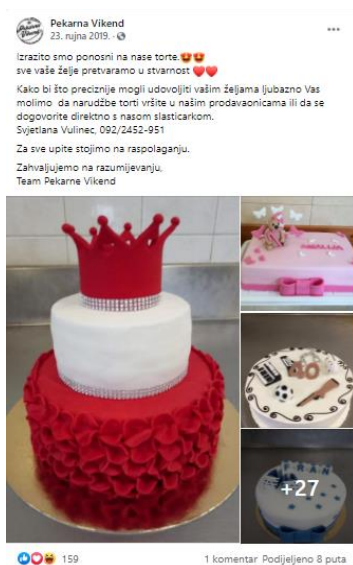 Pekarna Vikend
23. rujna 2019.
Izrazito smo ponosni na nase torte.
sve vaše želje pretvaramo u stvarnost
Kako bi što preciznije mogli udovoljiti vašim željama ljubazno Vas
molimo da narudžbe torti vršite u našim prodavaonicama ili da se
dogovorite direktno s nasom slasticarkom.
Svjetlana Vulinec, 092/2452-951
Za sve upite stojimo na raspolaganju.
Zahvaljujemo na razumijevanju,
Team Pekarne Vikend
40
+27
159
1 komentar Podijeljeno 8 puta